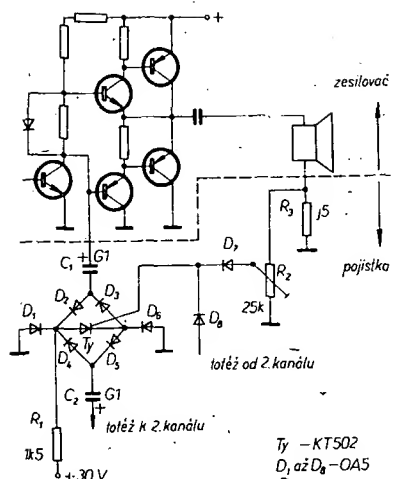 +
zesilovač
R3
j5
pojistka
C1
+
G1
D7
R2
25k
D2
D3
D1
D6
Ty
D8
D4
D5
totéž od 2. kanálu
C2
G1
+
totéž k 2. kanálu
R1
1k5
+30 V
Ty – KT502
D1 až D8 – OA5